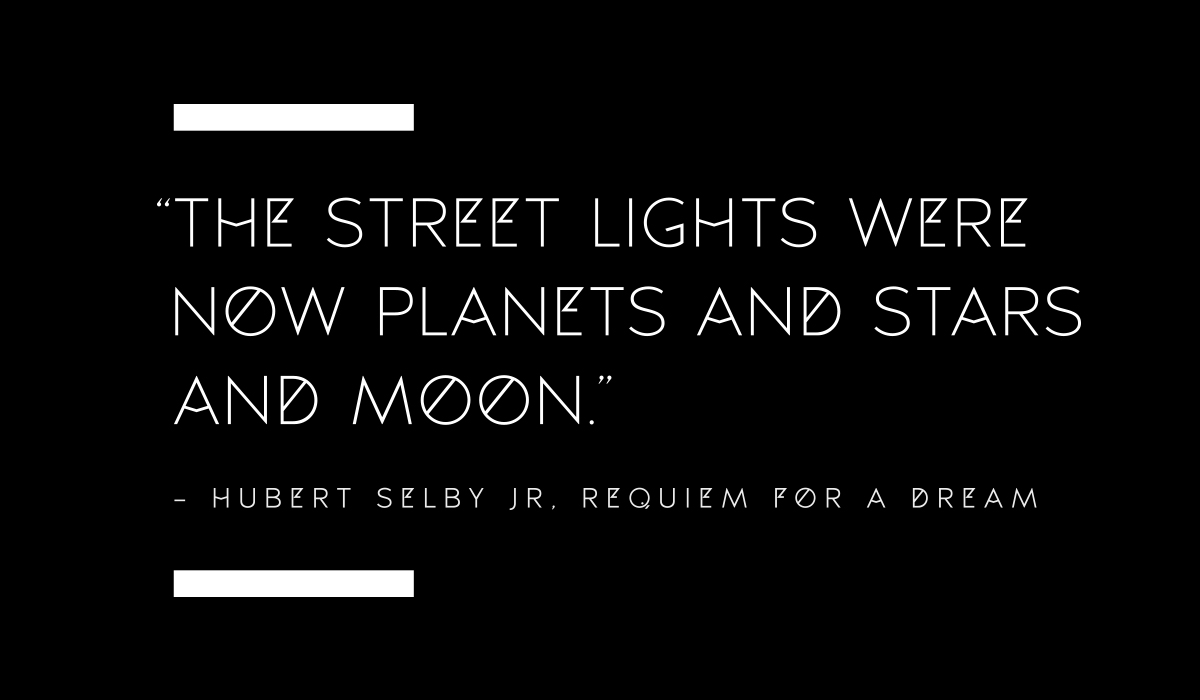 “THE STREET LIGHTS WERE
NOW PLANETS AND STARS
AND MOON.”
– HUBERT SELBY JR, REQUIEM FOR A DREAM